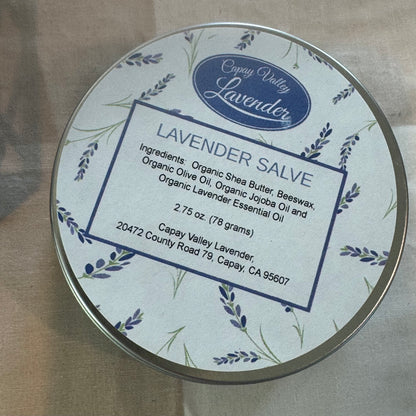 Capay Valley
Lavender
LAVENDER SALVE
Ingredients: Organic Shea Butter, Beeswax,
Organic Olive Oil, Organic Jojoba Oil and
Organic Lavender Essential Oil
2.75 oz. (78 grams)
Capay Valley Lavender,
20472 County Road 79, Capay, CA 95607